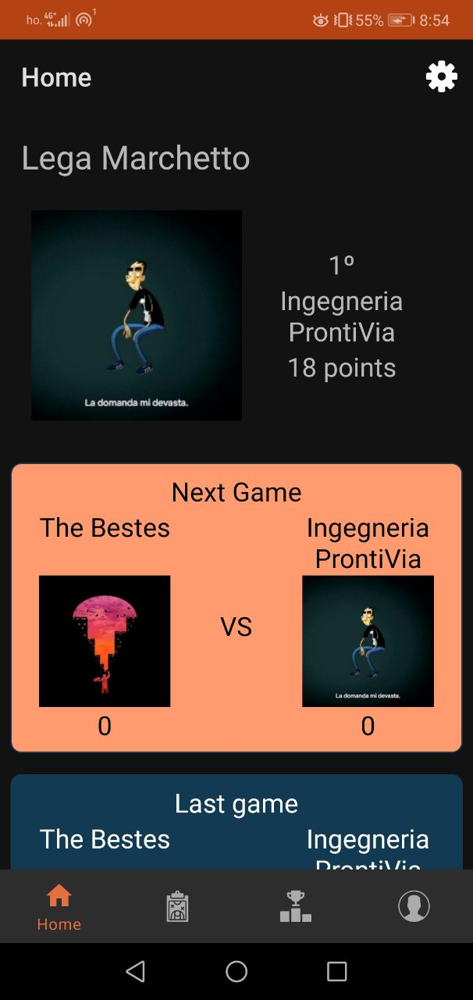 ho. 4G+ 1 55% 8:54
Home
Lega Marchetto
1º
Ingegneria
ProntiVia
18 points
La domanda mi devasta.
Next Game
The Bestes Ingegneria
ProntiVia
VS
La domanda mi devasta.
0 0
Last game
The Bestes Ingegneria
ProntiVia
Home